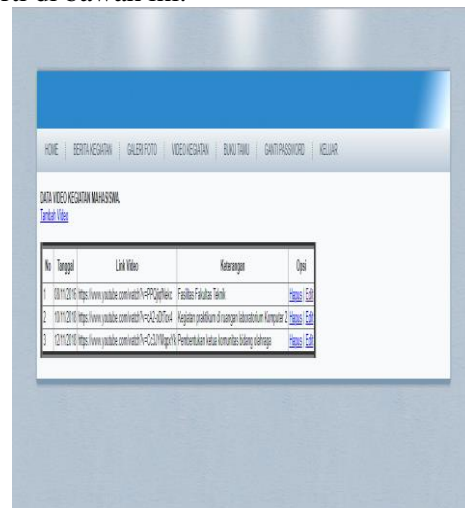 HOME BERITA KEGIATAN GALERI FOTO VIDEO KEGIATAN BUKU TAMU GANTI PASSWORD KELUAR
DATA VIDEO KEGIATAN MAHASISWA.
Tambah Video
No Tanggal Link Video Keterangan Opsi
1 Fasilitas Fakultas Teknik Hapus | Edit
2 Kegiatan praktikum di ruangan laboratorium Komputer 2 Hapus | Edit
3 Pembentukan ketua komunitas bidang olahraga Hapus | Edit